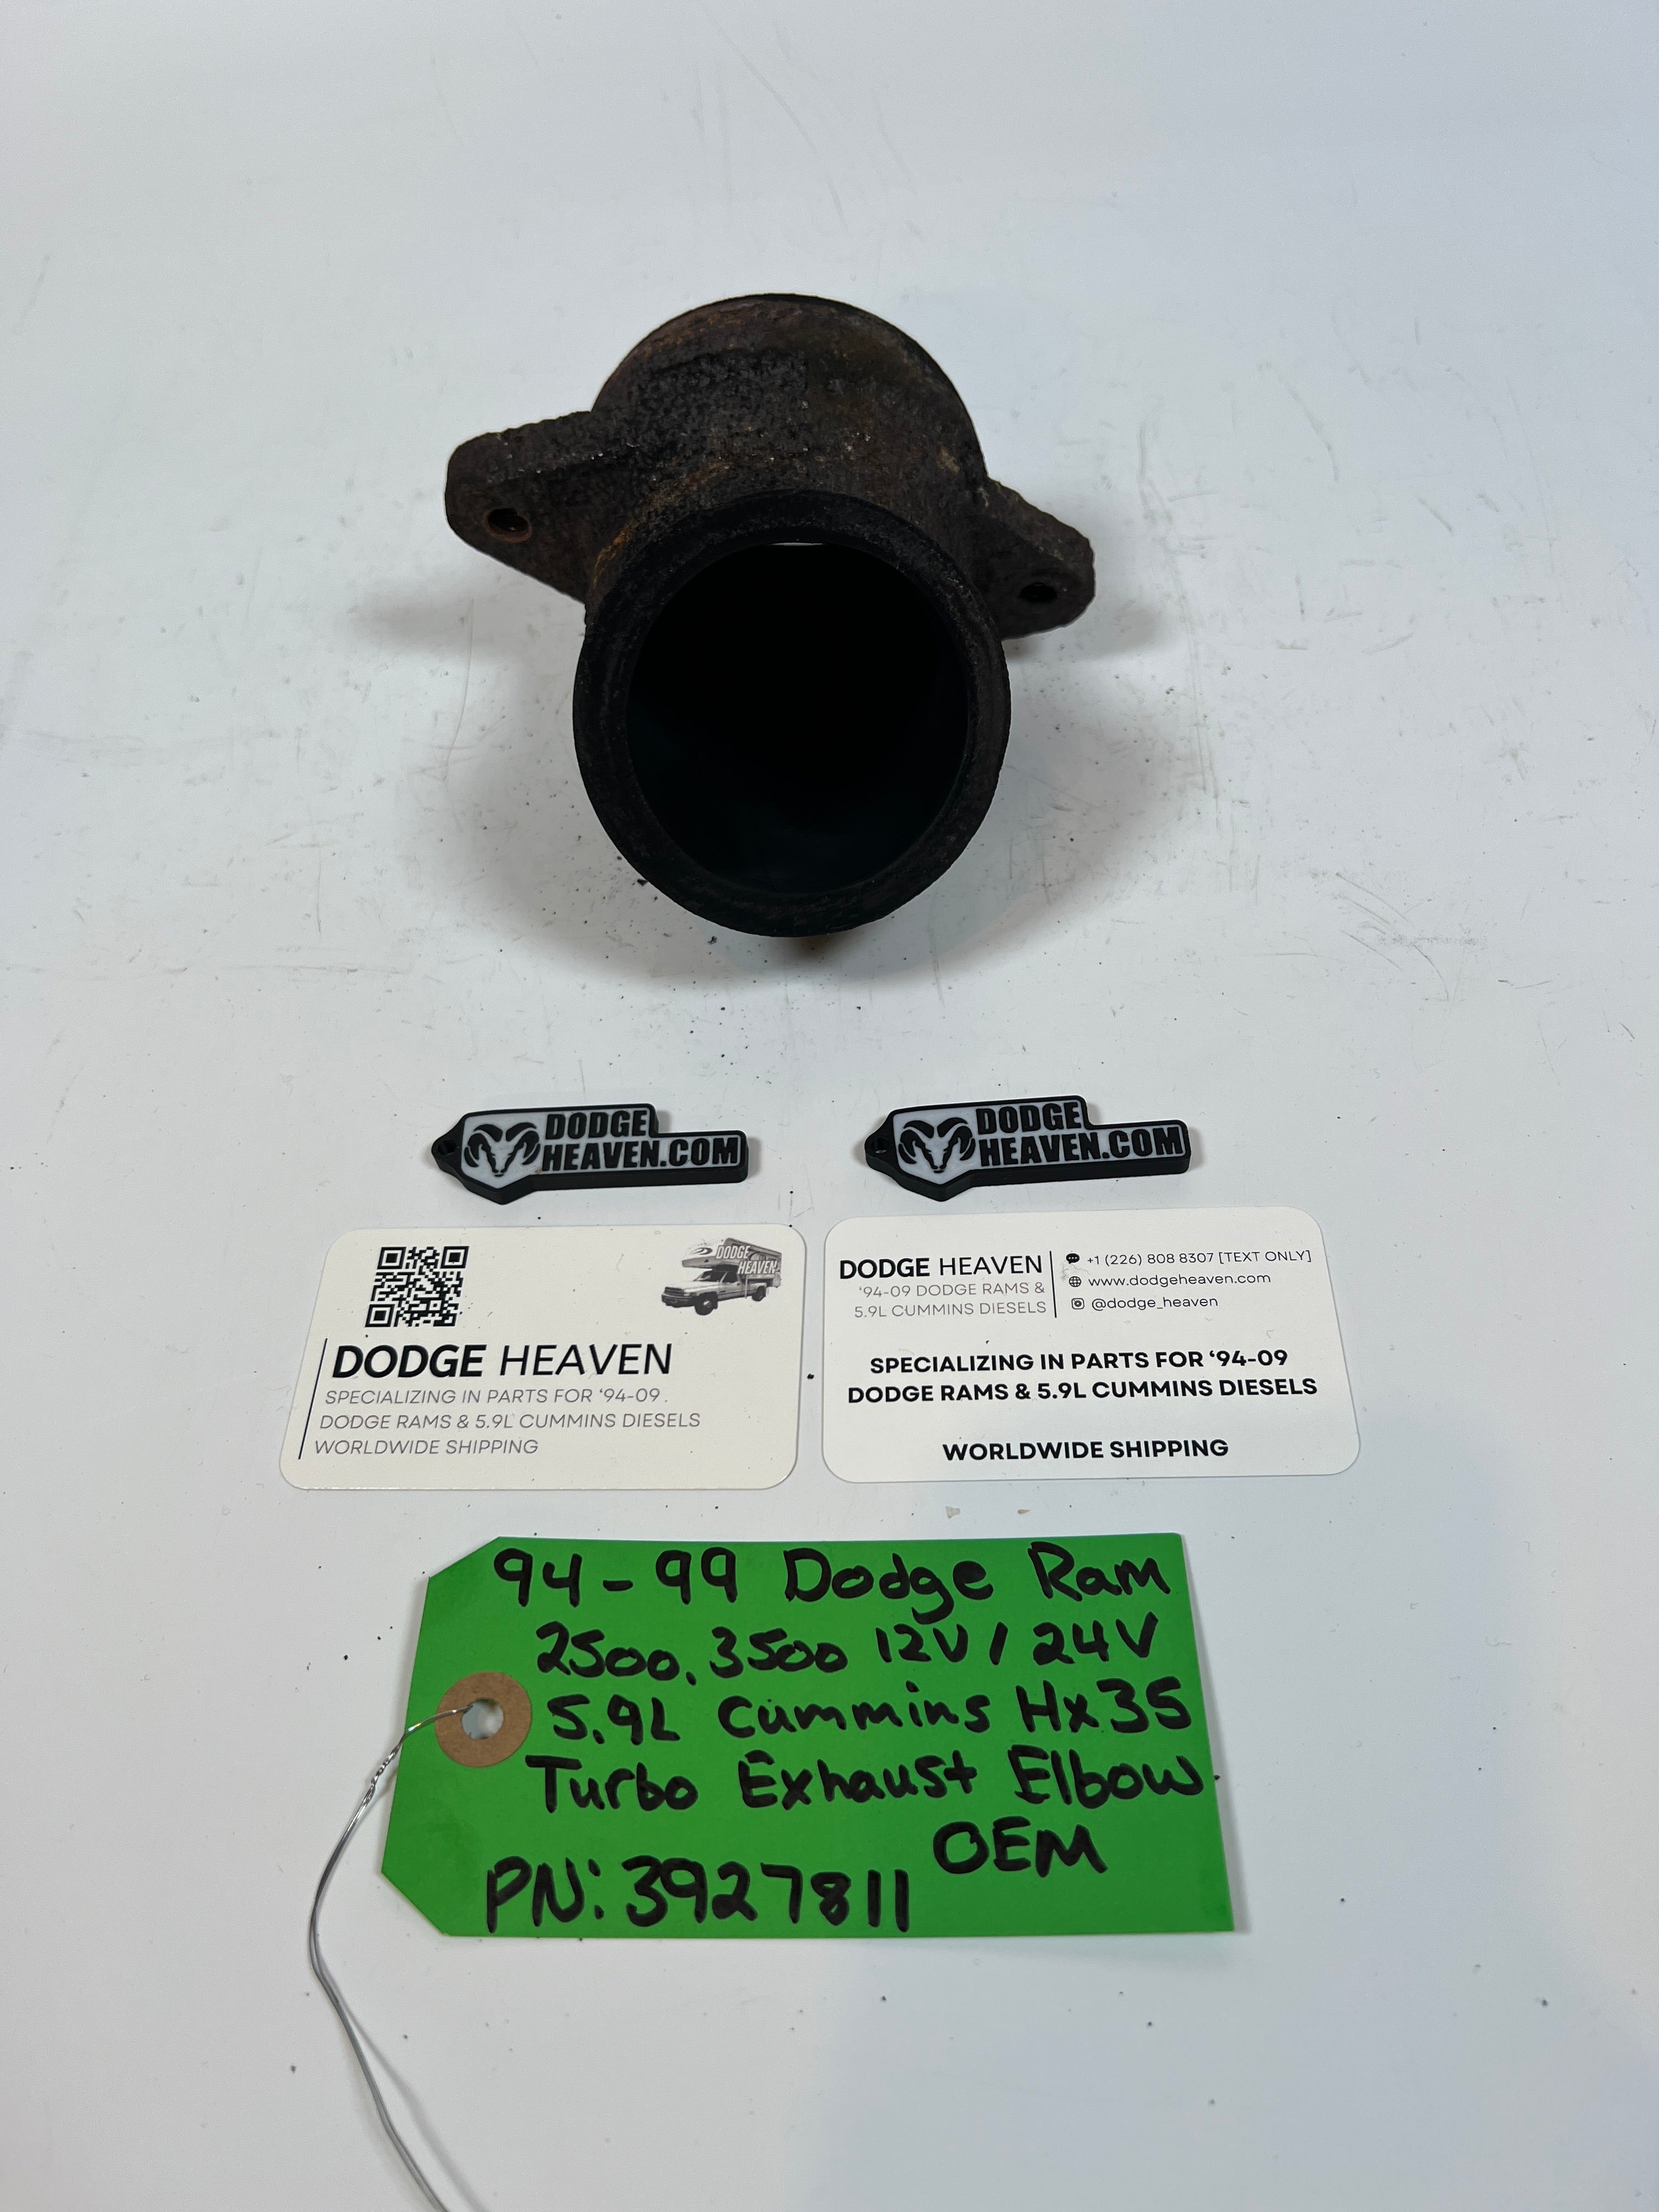 DODGE
HEAVEN.COM
DODGE
HEAVEN.COM
DODGE
HEAVEN
DODGE HEAVEN
SPECIALIZING IN PARTS FOR ‘94-09.
DODGE RAMS & 5.9L CUMMINS DIESELS
WORLDWIDE SHIPPING
DODGE HEAVEN
‘94-09 DODGE RAMS &
5.9L CUMMINS DIESELS
+1 (226) 808 8307 [TEXT ONLY]
www.dodgeheaven.com
@dodge_heaven
SPECIALIZING IN PARTS FOR ‘94-09
DODGE RAMS & 5.9L CUMMINS DIESELS
WORLDWIDE SHIPPING
94-99 Dodge Ram
2500, 3500 12V / 24V
5.9L Cummins Hx35
Turbo Exhaust Elbow
OEM
PN: 3927811